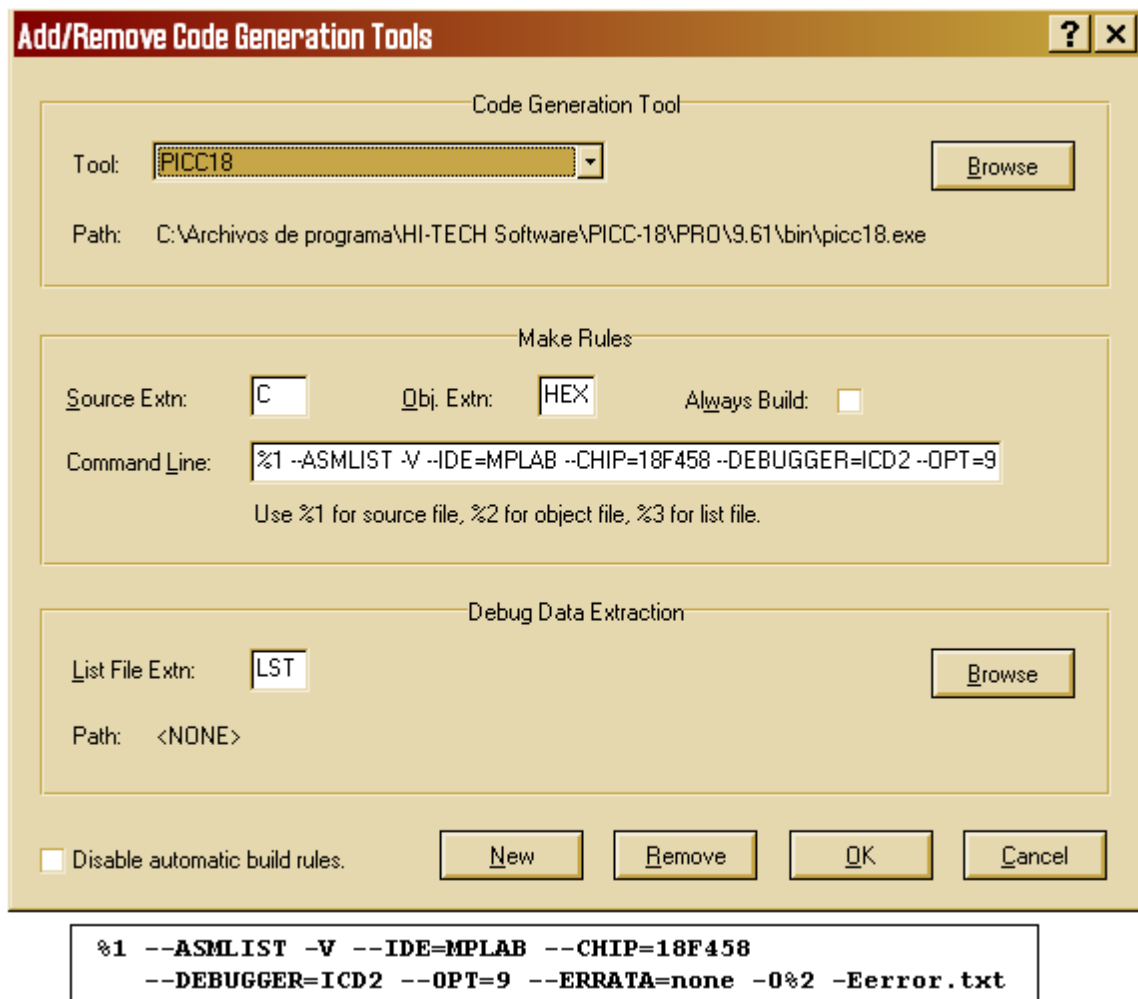 Add/Remove Code Generation Tools
Code Generation Tool
Tool: PICC18 Browse
Path: C:\Archivos de programa\HI-TECH Software\PICC-18\PRO\9.61\bin\picc18.exe
Make Rules
Source Extn: C Obj. Extn: HEX Always Build:
Command Line: %1 --ASMLIST -V --IDE=MPLAB --CHIP=18F458 --DEBUGGER=ICD2 --OPT=9
Use %1 for source file, %2 for object file, %3 for list file.
Debug Data Extraction
List File Extn: LST Browse
Path: <NONE>
Disable automatic build rules. New Remove OK Cancel
%1 --ASMLIST -V --IDE=MPLAB --CHIP=18F458
--DEBUGGER=ICD2 --OPT=9 --ERRATA=none -O%2 -Eerror.txt